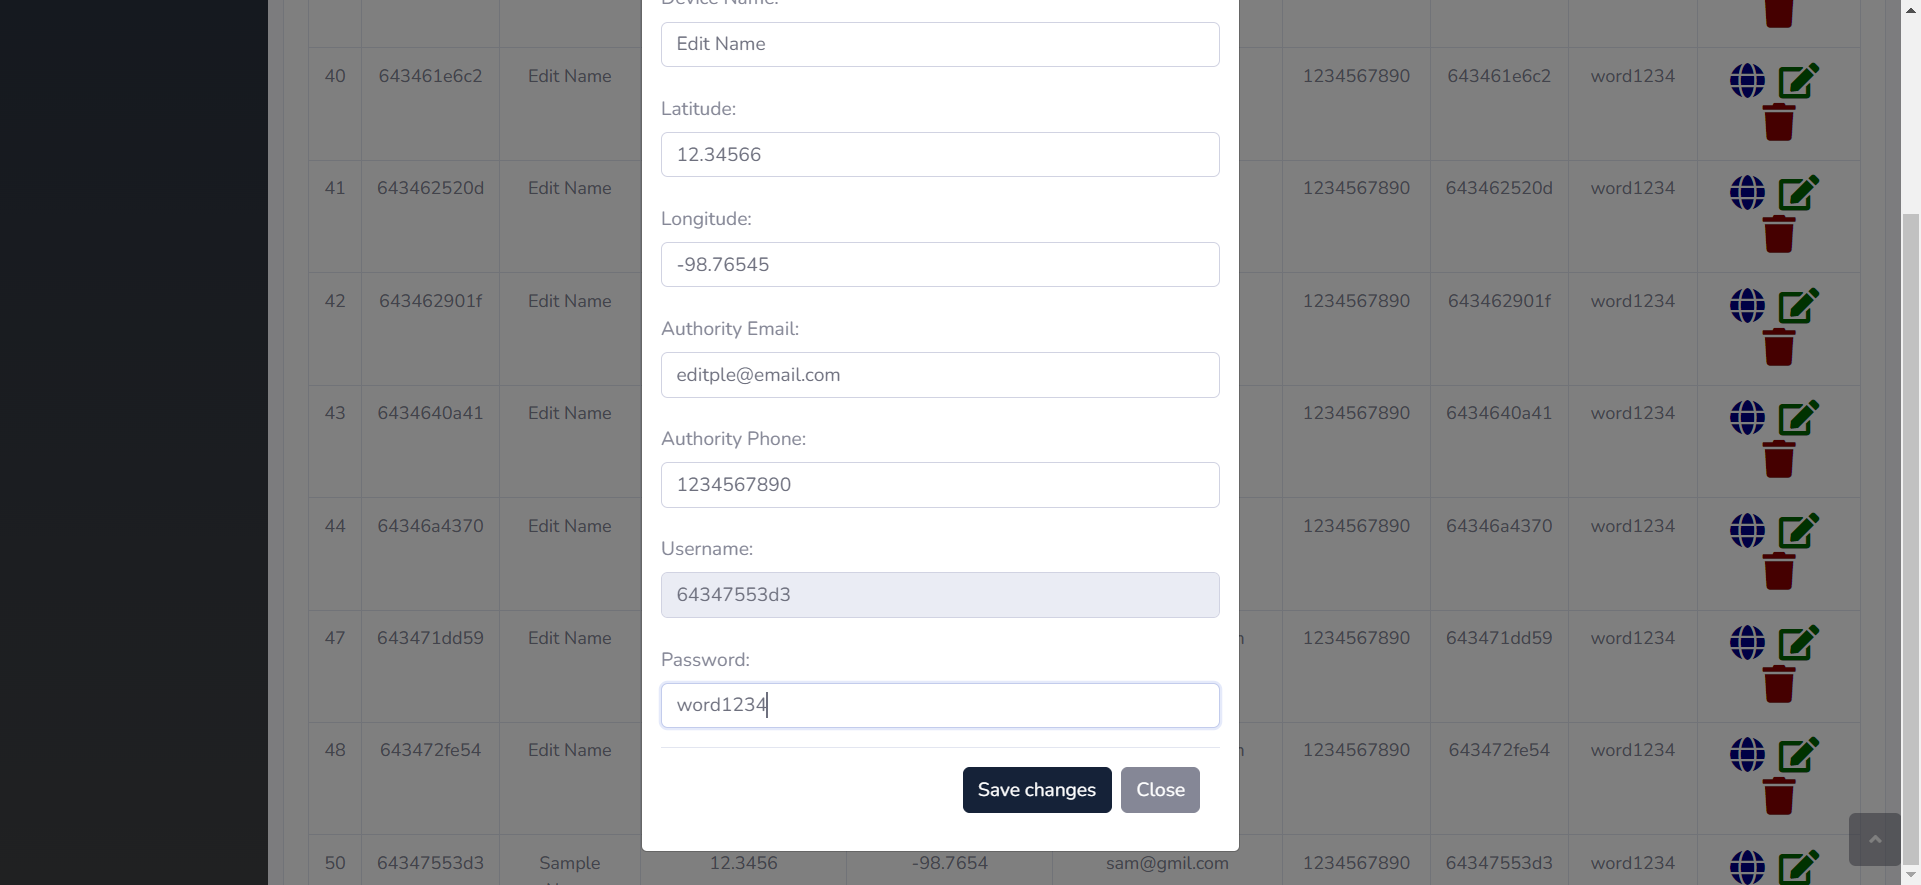 Device Name:
Edit Name
40 643461e6c2 Edit Name 1234567890 643461e6c2 word1234
Latitude:
12.34566
41 643462520d Edit Name 1234567890 643462520d word1234
Longitude:
-98.76545
42 643462901f Edit Name 1234567890 643462901f word1234
Authority Email:
editple@email.com
43 6434640a41 Edit Name 1234567890 6434640a41 word1234
Authority Phone:
1234567890
44 64346a4370 Edit Name 1234567890 64346a4370 word1234
Username:
64347553d3
47 643471dd59 Edit Name 1234567890 643471dd59 word1234
Password:
word1234
48 643472fe54 Edit Name 1234567890 643472fe54 word1234
Save changes Close
50 64347553d3 Sample 12.3456 -98.7654 sam@gmil.com 1234567890 64347553d3 word1234